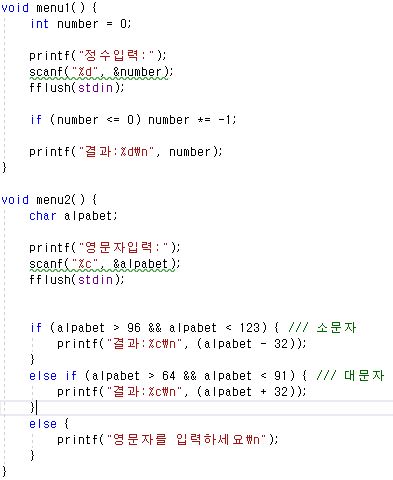 void menu1() {
    int number = 0;

    printf("정수입력:");
    scanf("%d", &number);
    fflush(stdin);

    if (number <= 0) number *= -1;

    printf("결과:%d₩n", number);
}

void menu2() {
    char alpabet;

    printf("영문자입력:");
    scanf("%c", &alpabet);
    fflush(stdin);


    if (alpabet > 96 && alpabet < 123) { /// 소문자
        printf("결과:%c₩n", (alpabet - 32));
    }
    else if (alpabet > 64 && alpabet < 91) { /// 대문자
        printf("결과:%c₩n", (alpabet + 32));
    }
    else {
        printf("영문자를 입력하세요₩n");
    }
}